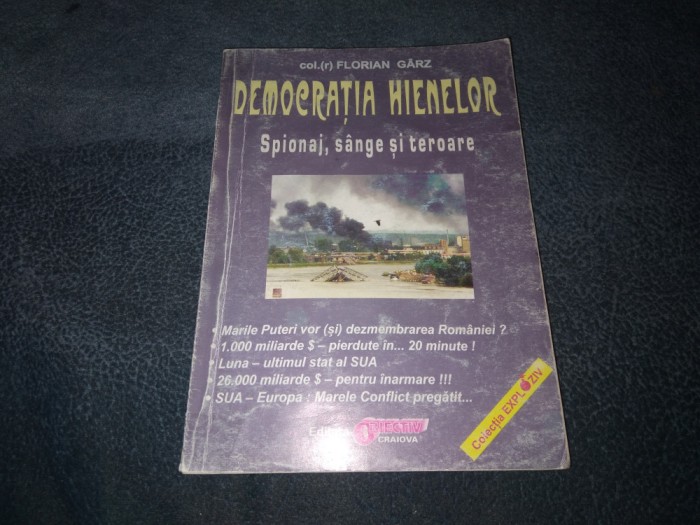 col.(r) FLORIAN GÂRZ
DEMOCRAȚIA HIENELOR
Spionaj, sânge și teroare
• Marile Puteri vor (și) dezmembrarea României ?
• 1.000 miliarde $ – pierdute în... 20 minute !
• Luna – ultimul stat al SUA
• 26.000 miliarde $ – pentru înarmare !!!
• SUA – Europa : Marele Conflict pregătit...
Colecția EXPLOZIV
OBIECTIV
CRAIOVA